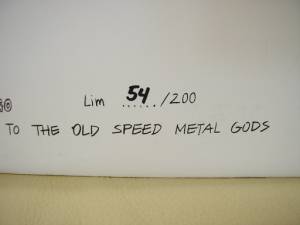 Lim 54/200
TO THE OLD SPEED METAL GODS